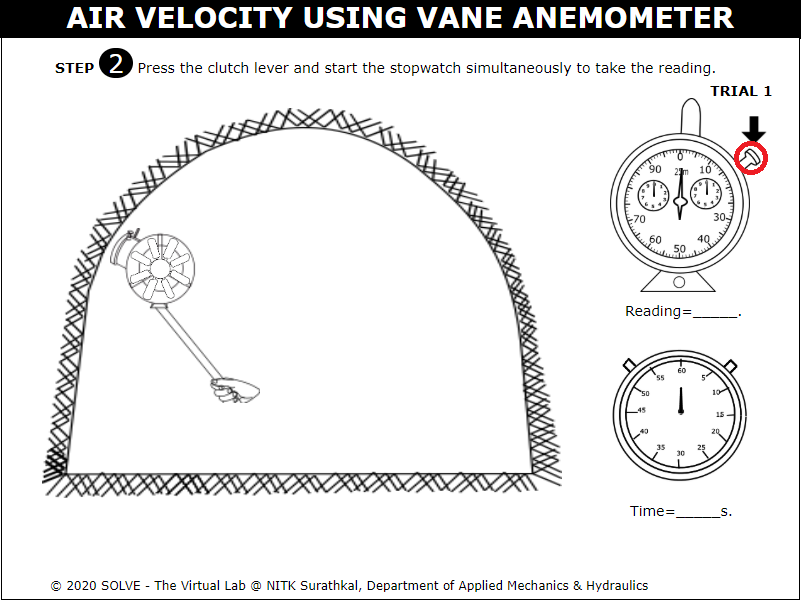 AIR VELOCITY USING VANE ANEMOMETER
STEP 2 Press the clutch lever and start the stopwatch simultaneously to take the reading.
TRIAL 1
0
90 10
25m
70 30
60 40
50
Reading=_____.
60
55 5
50 10
45 15
40 20
35 25
30
Time=_____s.
© 2020 SOLVE - The Virtual Lab @ NITK Surathkal, Department of Applied Mechanics & Hydraulics